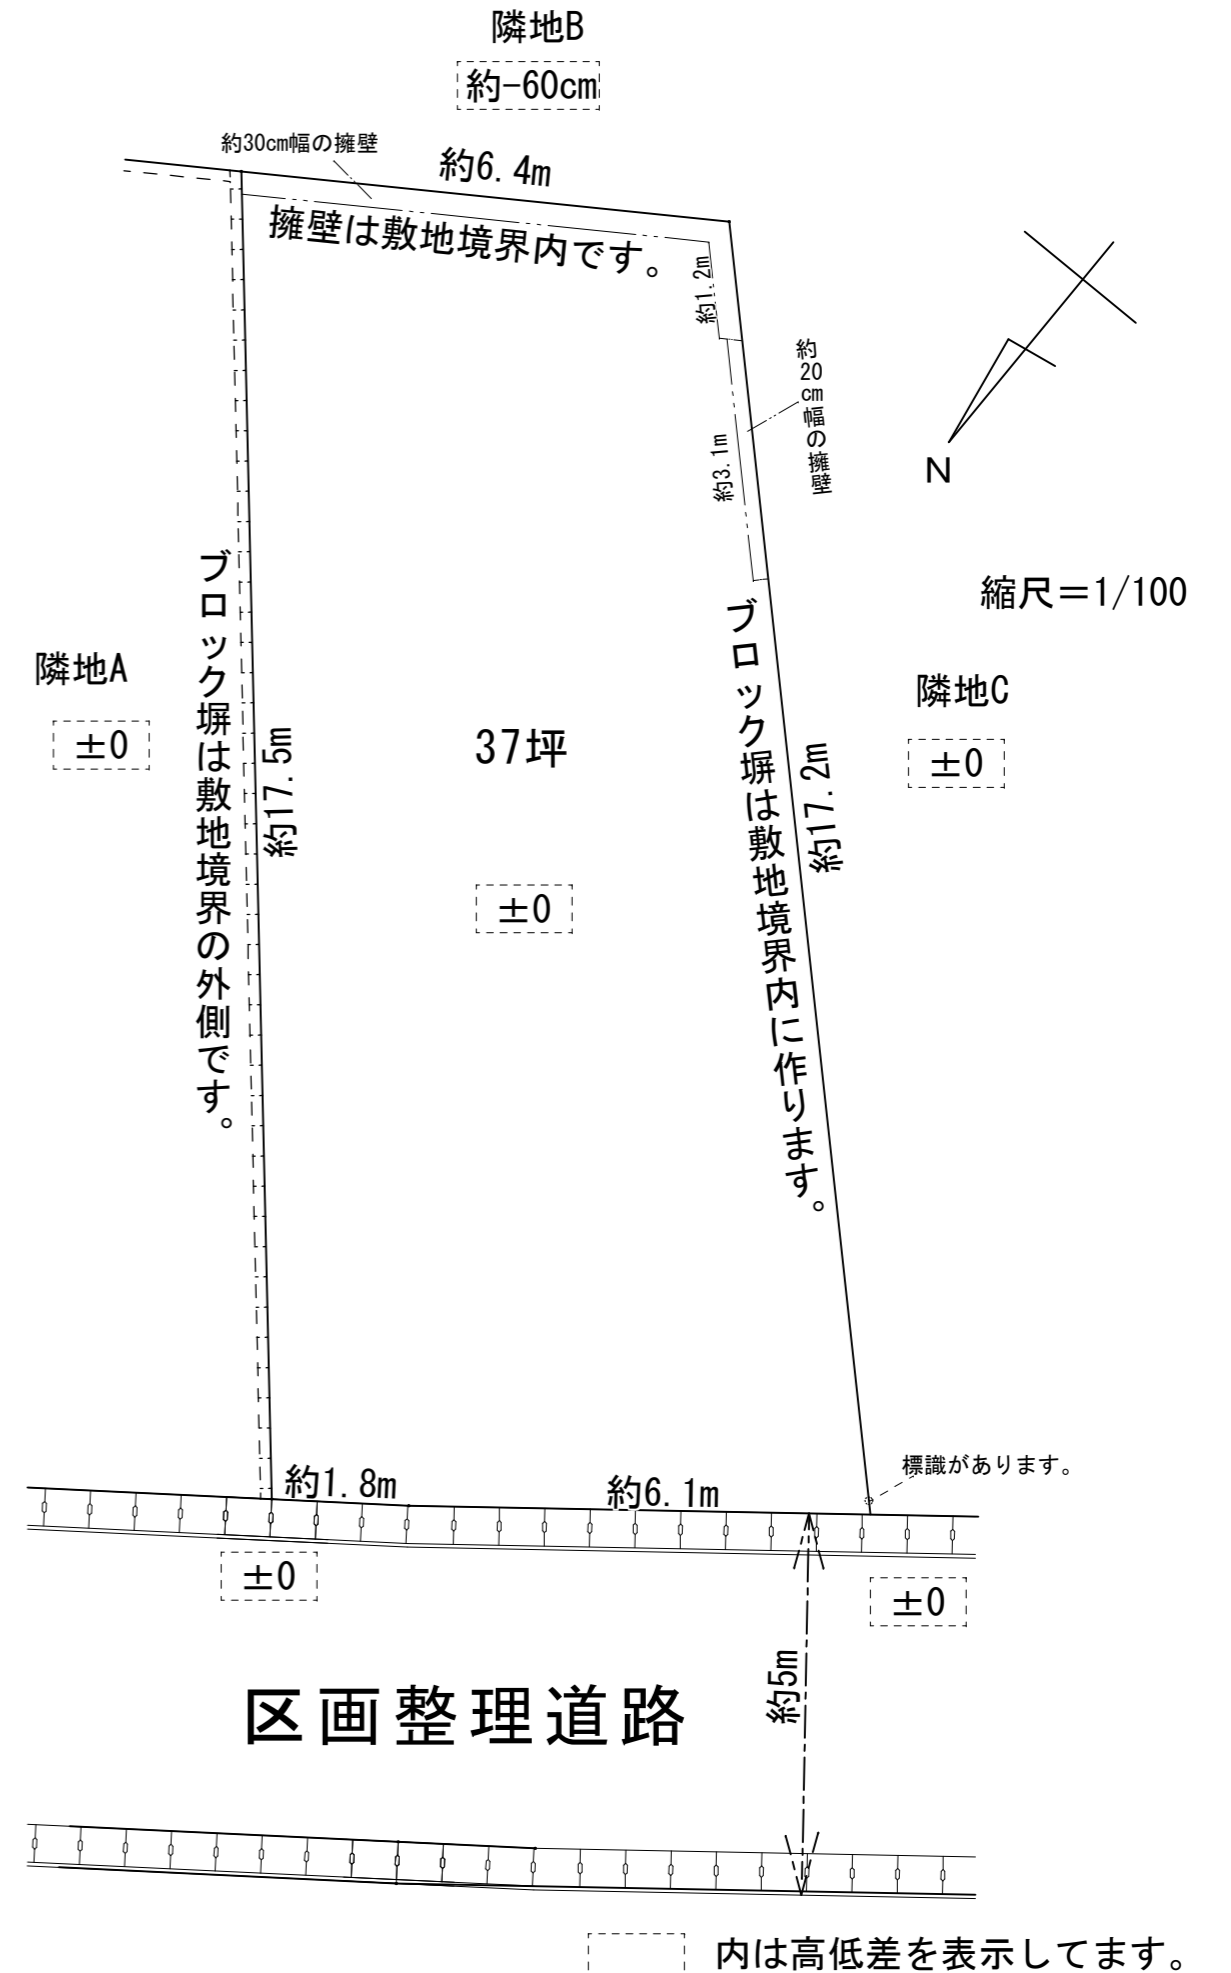 隣地B
約-60cm
約30cm幅の擁壁
約6.4m
擁壁は敷地境界内です。
約1.2m
約20cm幅の擁壁
約3.1m
N
縮尺＝1/100
ブロック塀は敷地境界の外側です。
ブロック塀は敷地境界内に作ります。
隣地A
±0
約17.5m
37坪
±0
約17.2m
隣地C
±0
標識があります。
約1.8m
約6.1m
±0
±0
約5m
区画整理道路
内は高低差を表示してます。